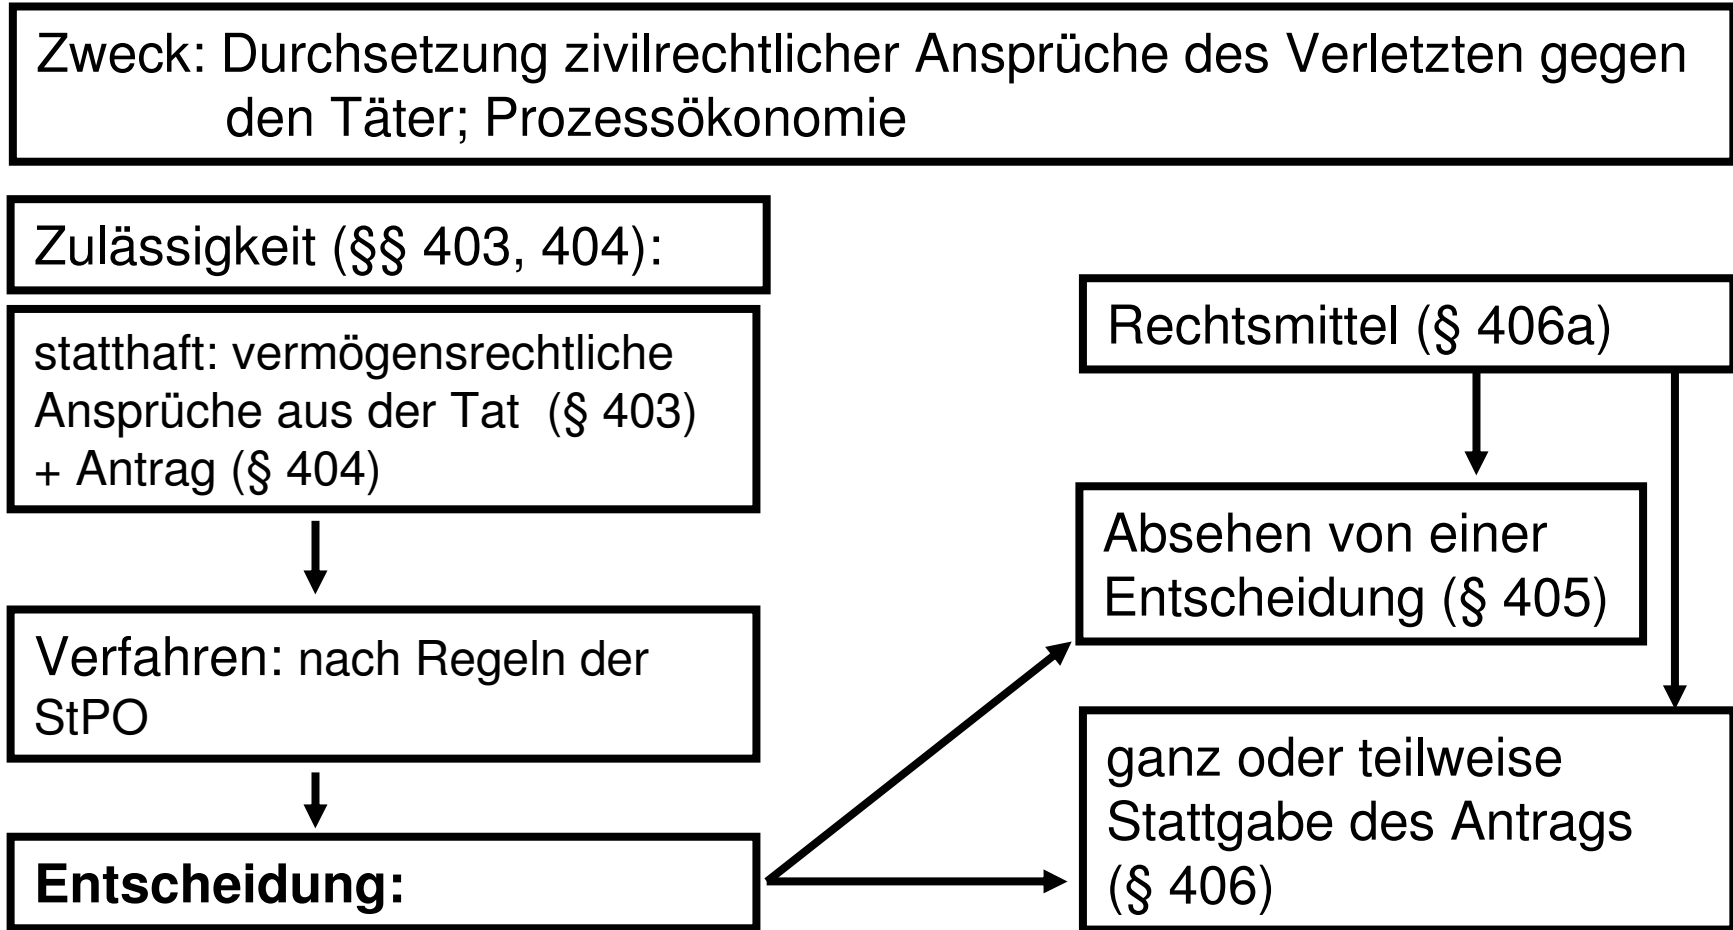 Zweck: Durchsetzung zivilrechtlicher Ansprüche des Verletzten gegen
den Täter; Prozessökonomie
Zulässigkeit (§§ 403, 404):
statthaft: vermögensrechtliche
Ansprüche aus der Tat (§ 403)
+ Antrag (§ 404)
Verfahren: nach Regeln der
StPO
Entscheidung:
Rechtsmittel (§ 406a)
Absehen von einer
Entscheidung (§ 405)
ganz oder teilweise
Stattgabe des Antrags
(§ 406)